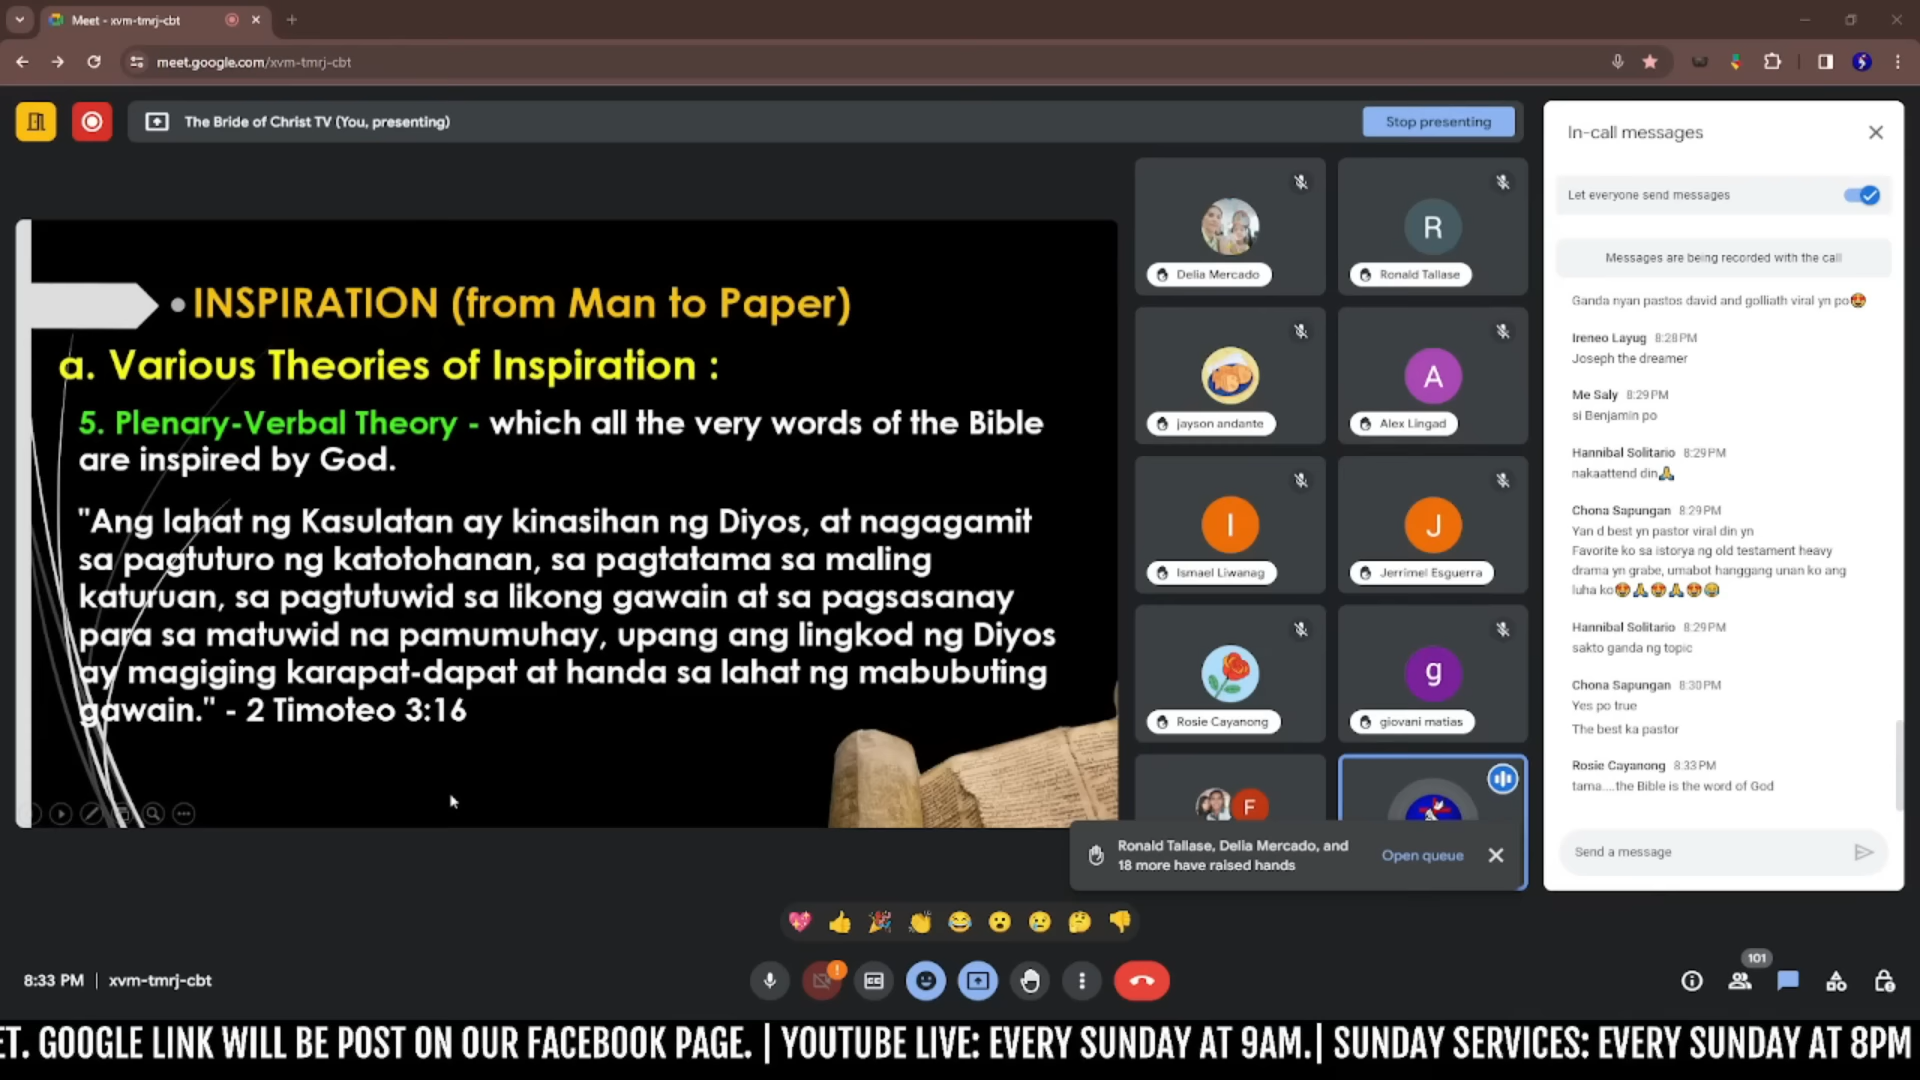 Meet - xvm-tmrj-cbt
meet.google.com/xvm-tmrj-cbt
The Bride of Christ TV (You, presenting)
Stop presenting
• INSPIRATION (from Man to Paper)
a. Various Theories of Inspiration :
5. Plenary-Verbal Theory - which all the very words of the Bible
are inspired by God.
"Ang lahat ng Kasulatan ay kinasihan ng Diyos, at nagagamit
sa pagtuturo ng katotohanan, sa pagtatama sa maling
katuruan, sa pagtutuwid sa likong gawain at sa pagsasanay
para sa matuwid na pamumuhay, upang ang lingkod ng Diyos
ay magiging karapat-dapat at handa sa lahat ng mabubuting
gawain." - 2 Timoteo 3:16
Delia Mercado
R
Ronald Tallase
jayson andante
A
Alex Lingad
I
Ismael Liwanag
J
Jerrimel Esguerra
Rosie Cayanong
g
giovani matias
F
Ronald Tallase, Delia Mercado, and
18 more have raised hands
Open queue
In-call messages
Let everyone send messages
Messages are being recorded with the call
Ganda nyan pastos david and golliath viral yn po😍
Ireneo Layug 8:28 PM
Joseph the dreamer
Me Saly 8:29 PM
si Benjamin po
Hannibal Solitario 8:29 PM
nakaattend din🙏
Chona Sapungan 8:29 PM
Yan d best yn pastor viral din yn
Favorite ko sa istorya ng old testament heavy
drama yn grabe, umabot hanggang unan ko ang
luha ko😍🙏😍🙏😍😭
Hannibal Solitario 8:29 PM
sakto ganda ng topic
Chona Sapungan 8:30 PM
Yes po true
The best ka pastor
Rosie Cayanong 8:33 PM
tama....the Bible is the word of God
Send a message
8:33 PM | xvm-tmrj-cbt
101
ET. GOOGLE LINK WILL BE POST ON OUR FACEBOOK PAGE. | YOUTUBE LIVE: EVERY SUNDAY AT 9AM.| SUNDAY SERVICES: EVERY SUNDAY AT 8PM